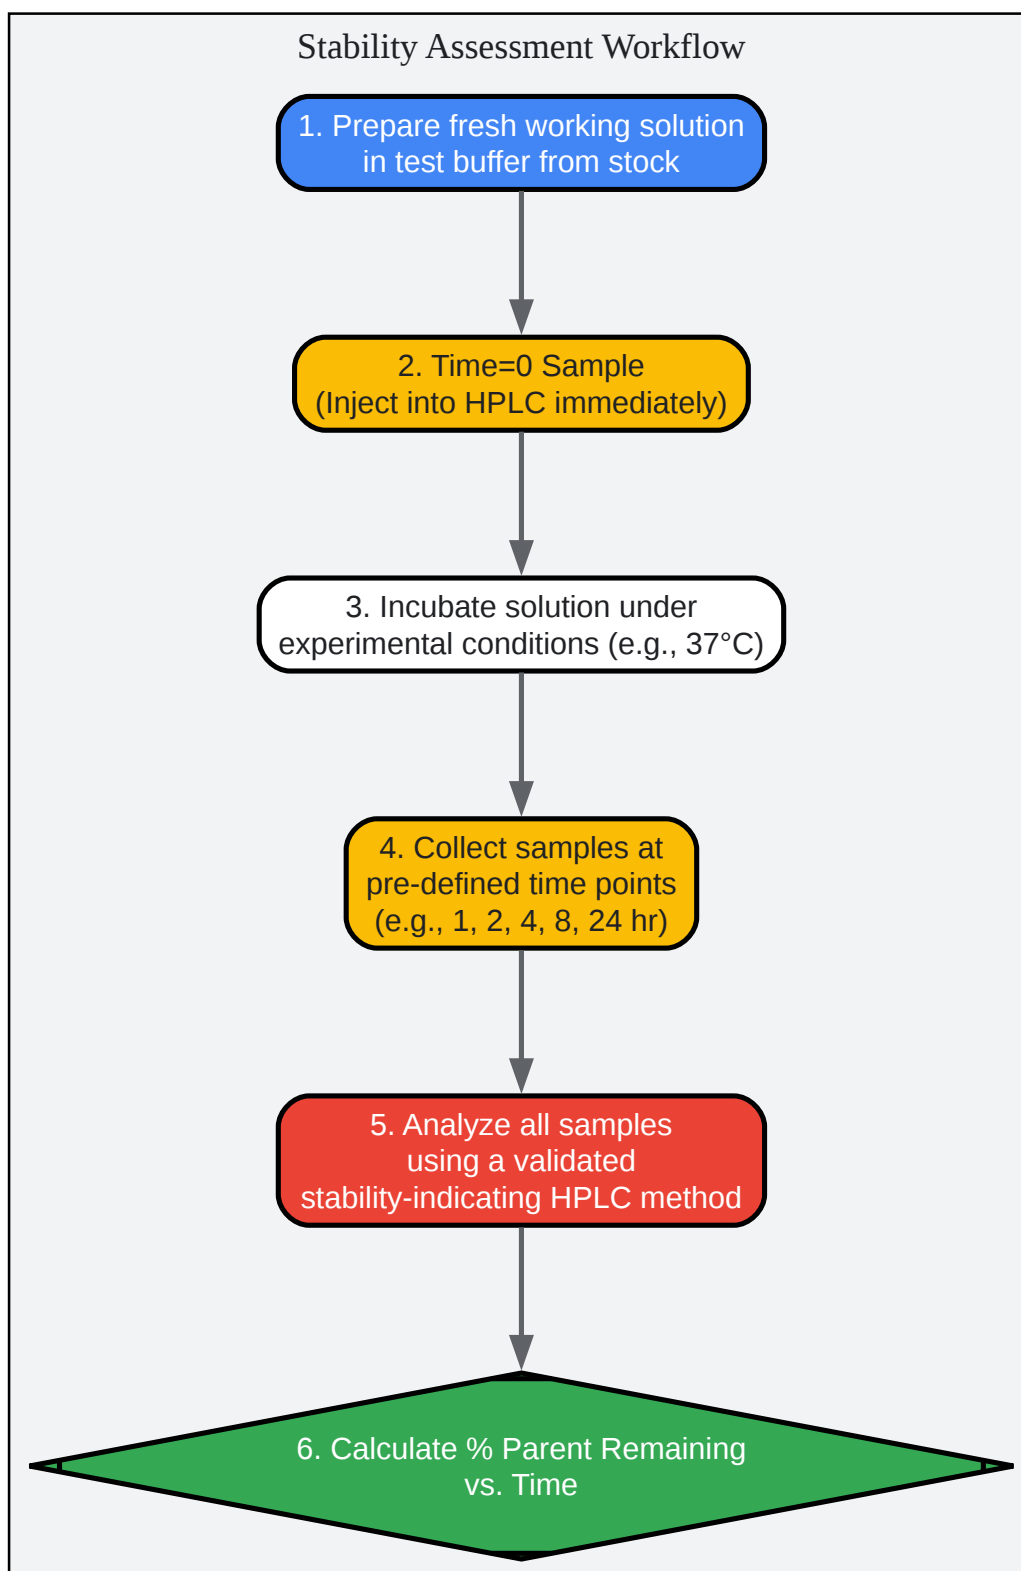 Stability Assessment Workflow
1. Prepare fresh working solution
in test buffer from stock
2. Time=0 Sample
(Inject into HPLC immediately)
3. Incubate solution under
experimental conditions (e.g., 37°C)
4. Collect samples at
pre-defined time points
(e.g., 1, 2, 4, 8, 24 hr)
5. Analyze all samples
using a validated
stability-indicating HPLC method
6. Calculate % Parent Remaining
vs. Time